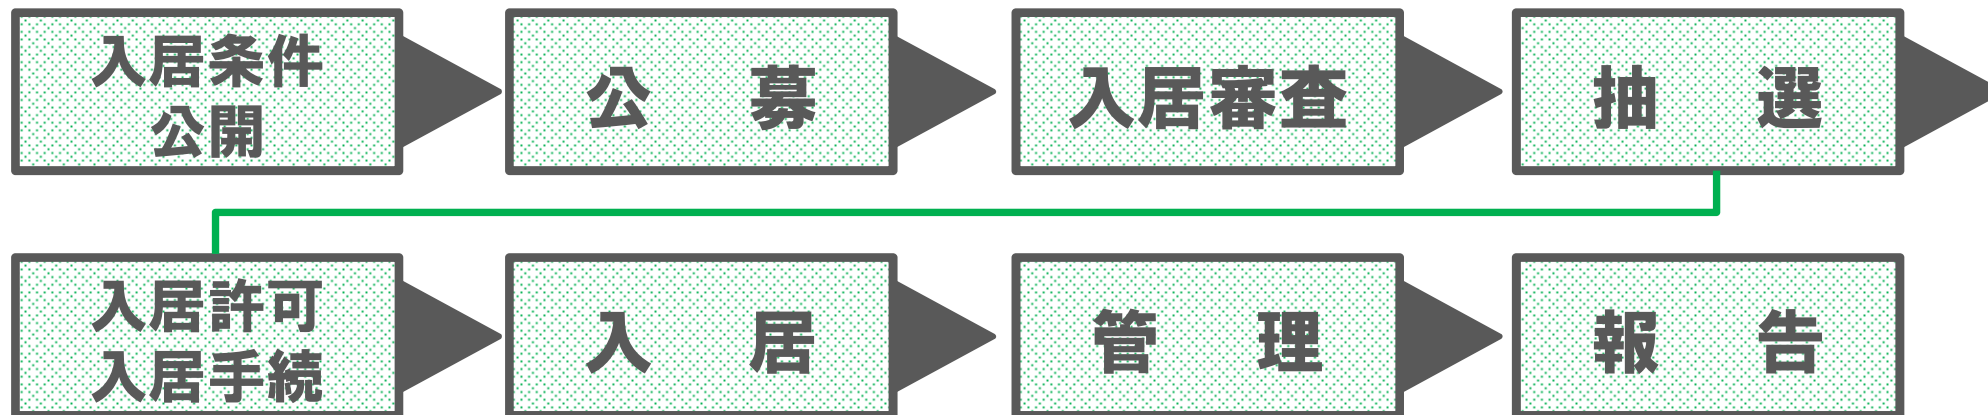 入居条件
公開
公　募
入居審査
抽　選
入居許可
入居手続
入　居
管　理
報　告